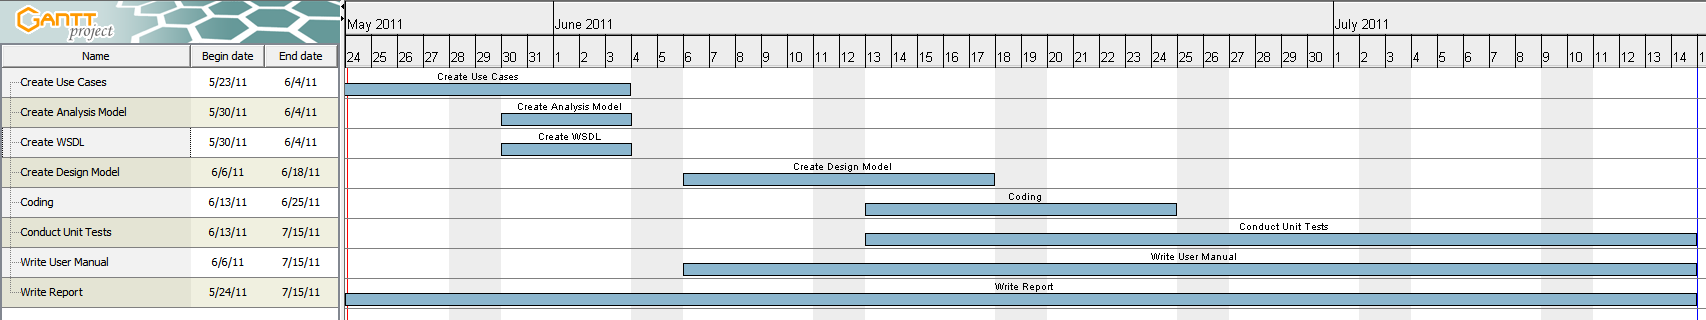 GANTT
project
May 2011 June 2011 July 2011
Name Begin date End date
24 25 26 27 28 29 30 31 1 2 3 4 5 6 7 8 9 10 11 12 13 14 15 16 17 18 19 20 21 22 23 24 25 26 27 28 29 30 1 2 3 4 5 6 7 8 9 10 11 12 13 14 1
Create Use Cases 5/23/11 6/4/11 Create Use Cases
Create Analysis Model 5/30/11 6/4/11 Create Analysis Model
Create WSDL 5/30/11 6/4/11 Create WSDL
Create Design Model 6/6/11 6/18/11 Create Design Model
Coding 6/13/11 6/25/11 Coding
Conduct Unit Tests 6/13/11 7/15/11 Conduct Unit Tests
Write User Manual 6/6/11 7/15/11 Write User Manual
Write Report 5/24/11 7/15/11 Write Report